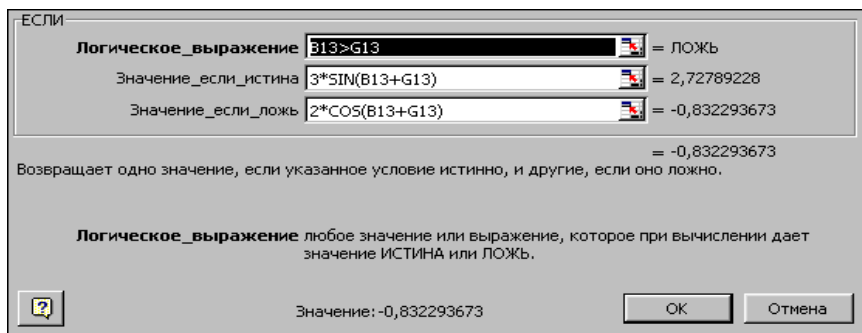 ЕСЛИ
Логическое_выражение B13>G13 = ЛОЖЬ
Значение_если_истина 3*SIN(B13+G13) = 2,72789228
Значение_если_ложь 2*COS(B13+G13) = -0,832293673
= -0,832293673
Возвращает одно значение, если указанное условие истинно, и другие, если оно ложно.
Логическое_выражение любое значение или выражение, которое при вычислении дает
значение ИСТИНА или ЛОЖЬ.
? Значение:-0,832293673 OK Отмена